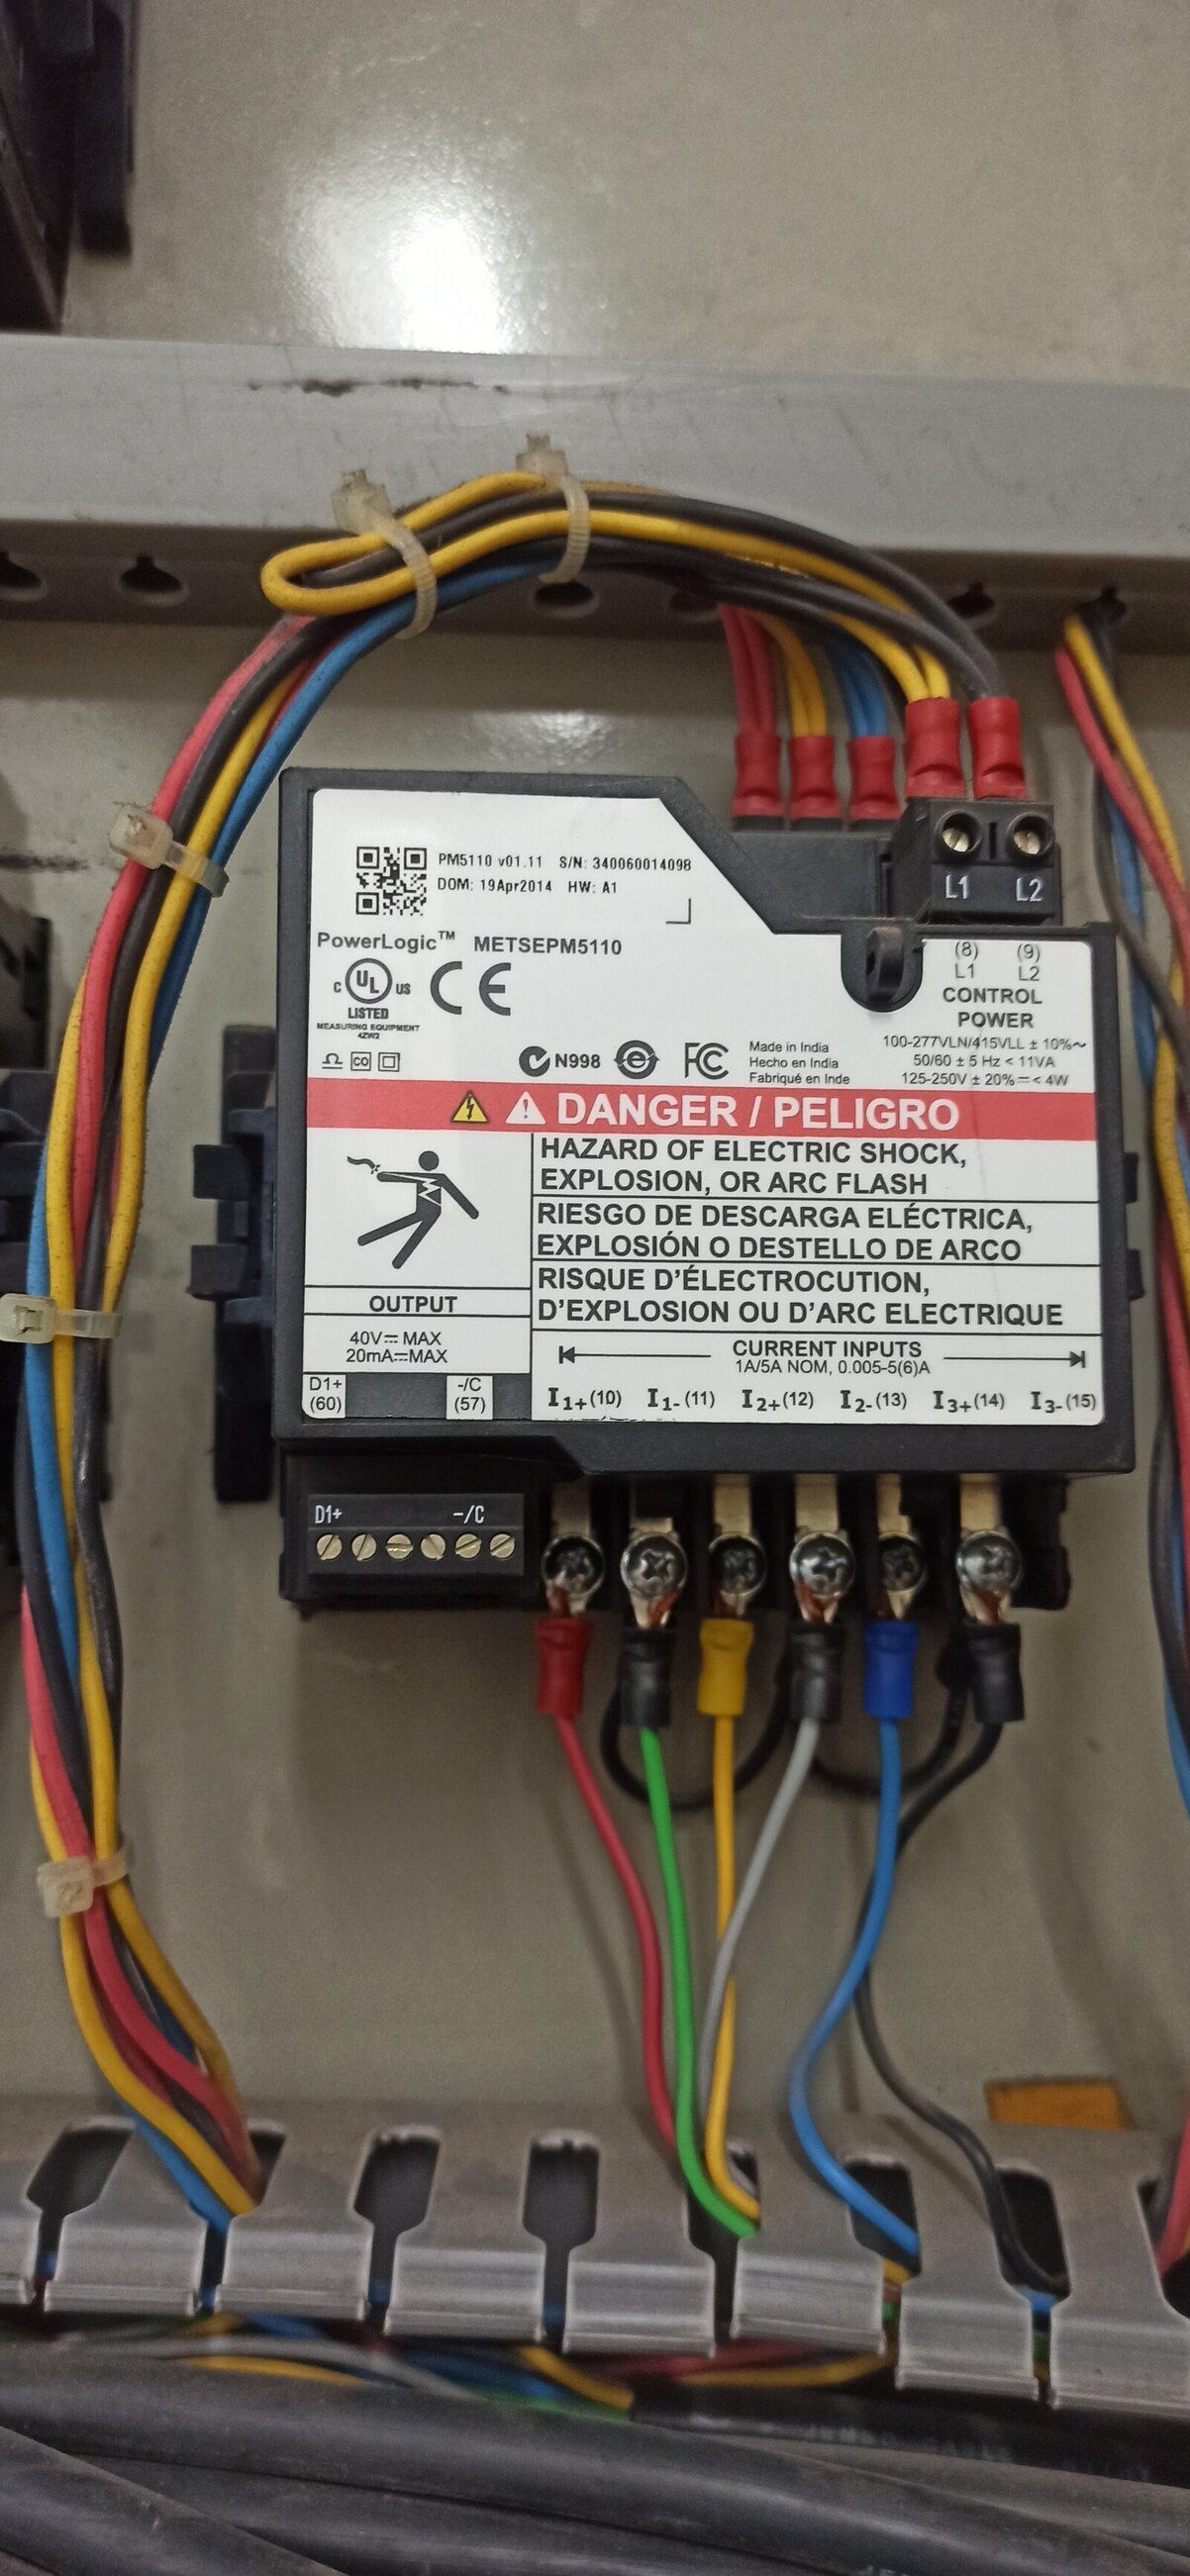 L1 L2
PM5110 v01.11 S/N: 340060014098
DOM: 19Apr2014 HW: A1
PowerLogic™ METSEPM5110
(8) (9)
L1 L2
CONTROL
POWER
C UL US
LISTED
MEASURING EQUIPMENT
4ZW2
CE
100-277VLN/415VLL ± 10%~
50/60 ± 5 Hz < 11VA
125-250V ± 20%⎓< 4W
N998
FC
Made in India
Hecho en India
Fabriqué en Inde
DANGER / PELIGRO
HAZARD OF ELECTRIC SHOCK,
EXPLOSION, OR ARC FLASH
RIESGO DE DESCARGA ELÉCTRICA,
EXPLOSIÓN O DESTELLO DE ARCO
RISQUE D'ÉLECTROCUTION,
D'EXPLOSION OU D'ARC ELECTRIQUE
OUTPUT
40V⎓ MAX
20mA⎓MAX
D1+ -/C
(60) (57)
CURRENT INPUTS
1A/5A NOM, 0.005-5(6)A
I1+(10) I1-(11) I2+(12) I2-(13) I3+(14) I3-(15)
D1+ -/C